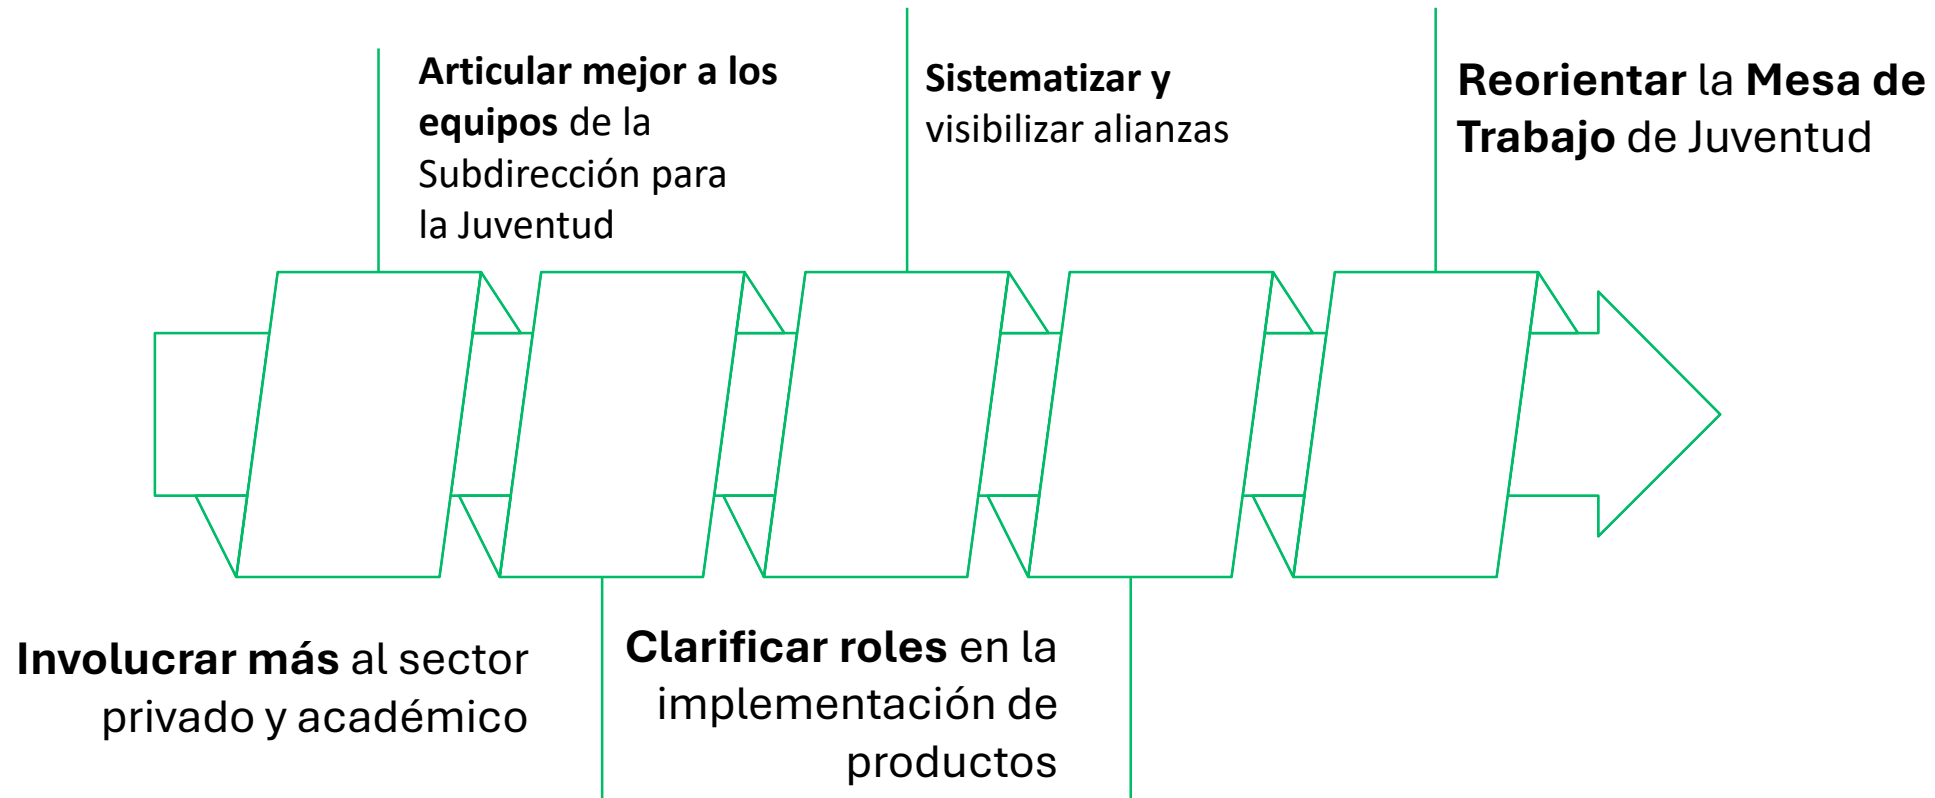 Articular mejor a los
equipos de la
Subdirección para
la Juventud
Sistematizar y
visibilizar alianzas
Reorientar la Mesa de
Trabajo de Juventud
Involucrar más al sector
privado y académico
Clarificar roles en la
implementación de
productos